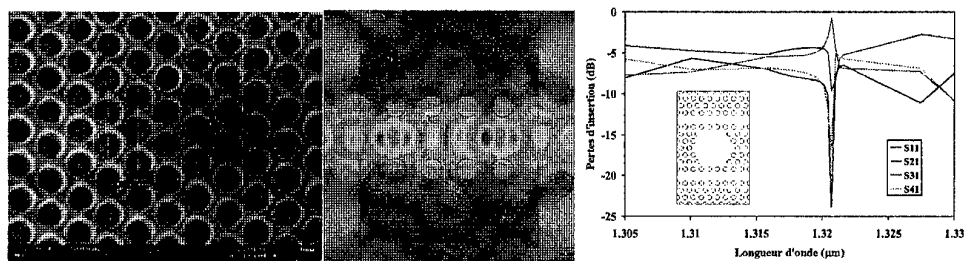 0
-5
-10
-15
-20
-25
Pertes d'insertion (dB)
S11
S21
S31
S41
1.305
1.31
1.315
1.32
1.325
1.33
Longueur d'onde (µm)